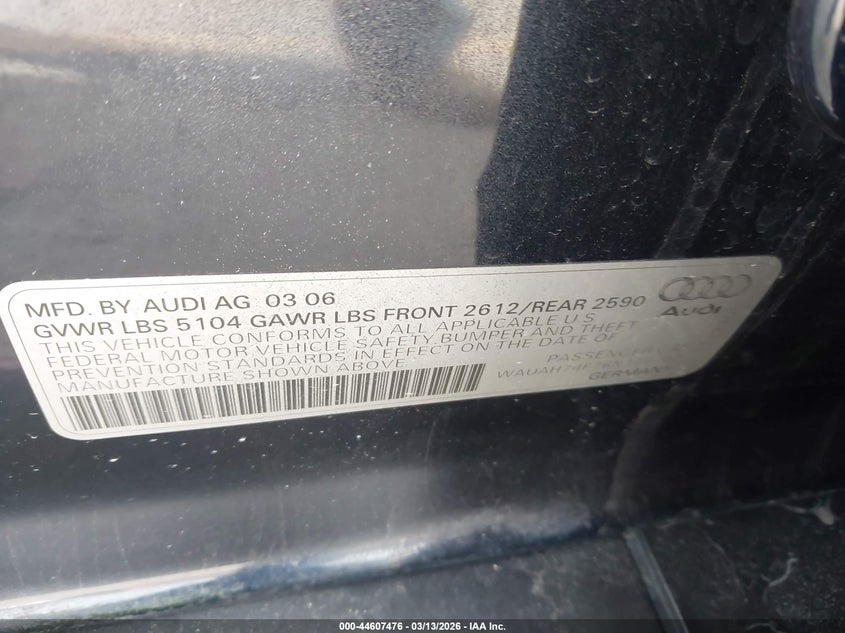 MFD. BY AUDI AG 03 06
GVWR LBS 5104 GAWR LBS FRONT 2612/REAR 2590
THIS VEHICLE CONFORMS TO ALL APPLICABLE U.S.
FEDERAL MOTOR VEHICLE SAFETY, BUMPER AND THEFT
PREVENTION STANDARDS IN EFFECT ON THE DATE OF
MANUFACTURE SHOWN ABOVE.
Audi
PASSENGER
GERMANY
000-44607476 - 03/13/2026 - IAA Inc.